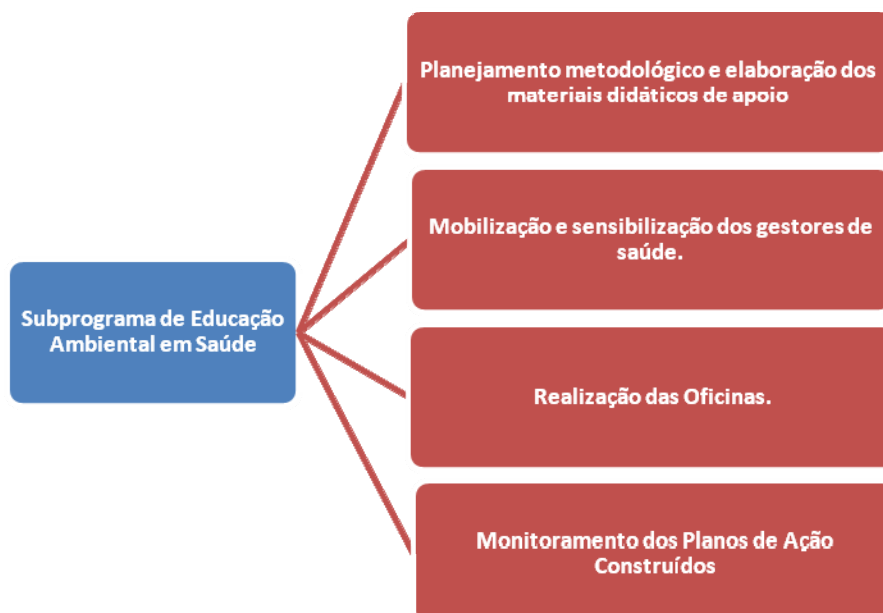 Planejamento metodológico e elaboração dos
materiais didáticos de apoio
Mobilização e sensibilização dos gestores de
saúde.
Subprograma de Educação
Ambiental em Saúde
Realização das Oficinas.
Monitoramento dos Planos de Ação
Construídos